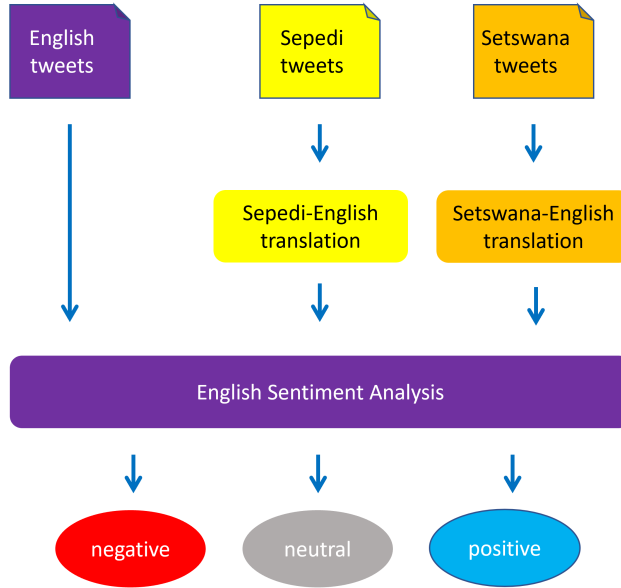 English
tweets
Sepedi
tweets
Setswana
tweets
Sepedi-English
translation
Setswana-English
translation
English Sentiment Analysis
negative
neutral
positive